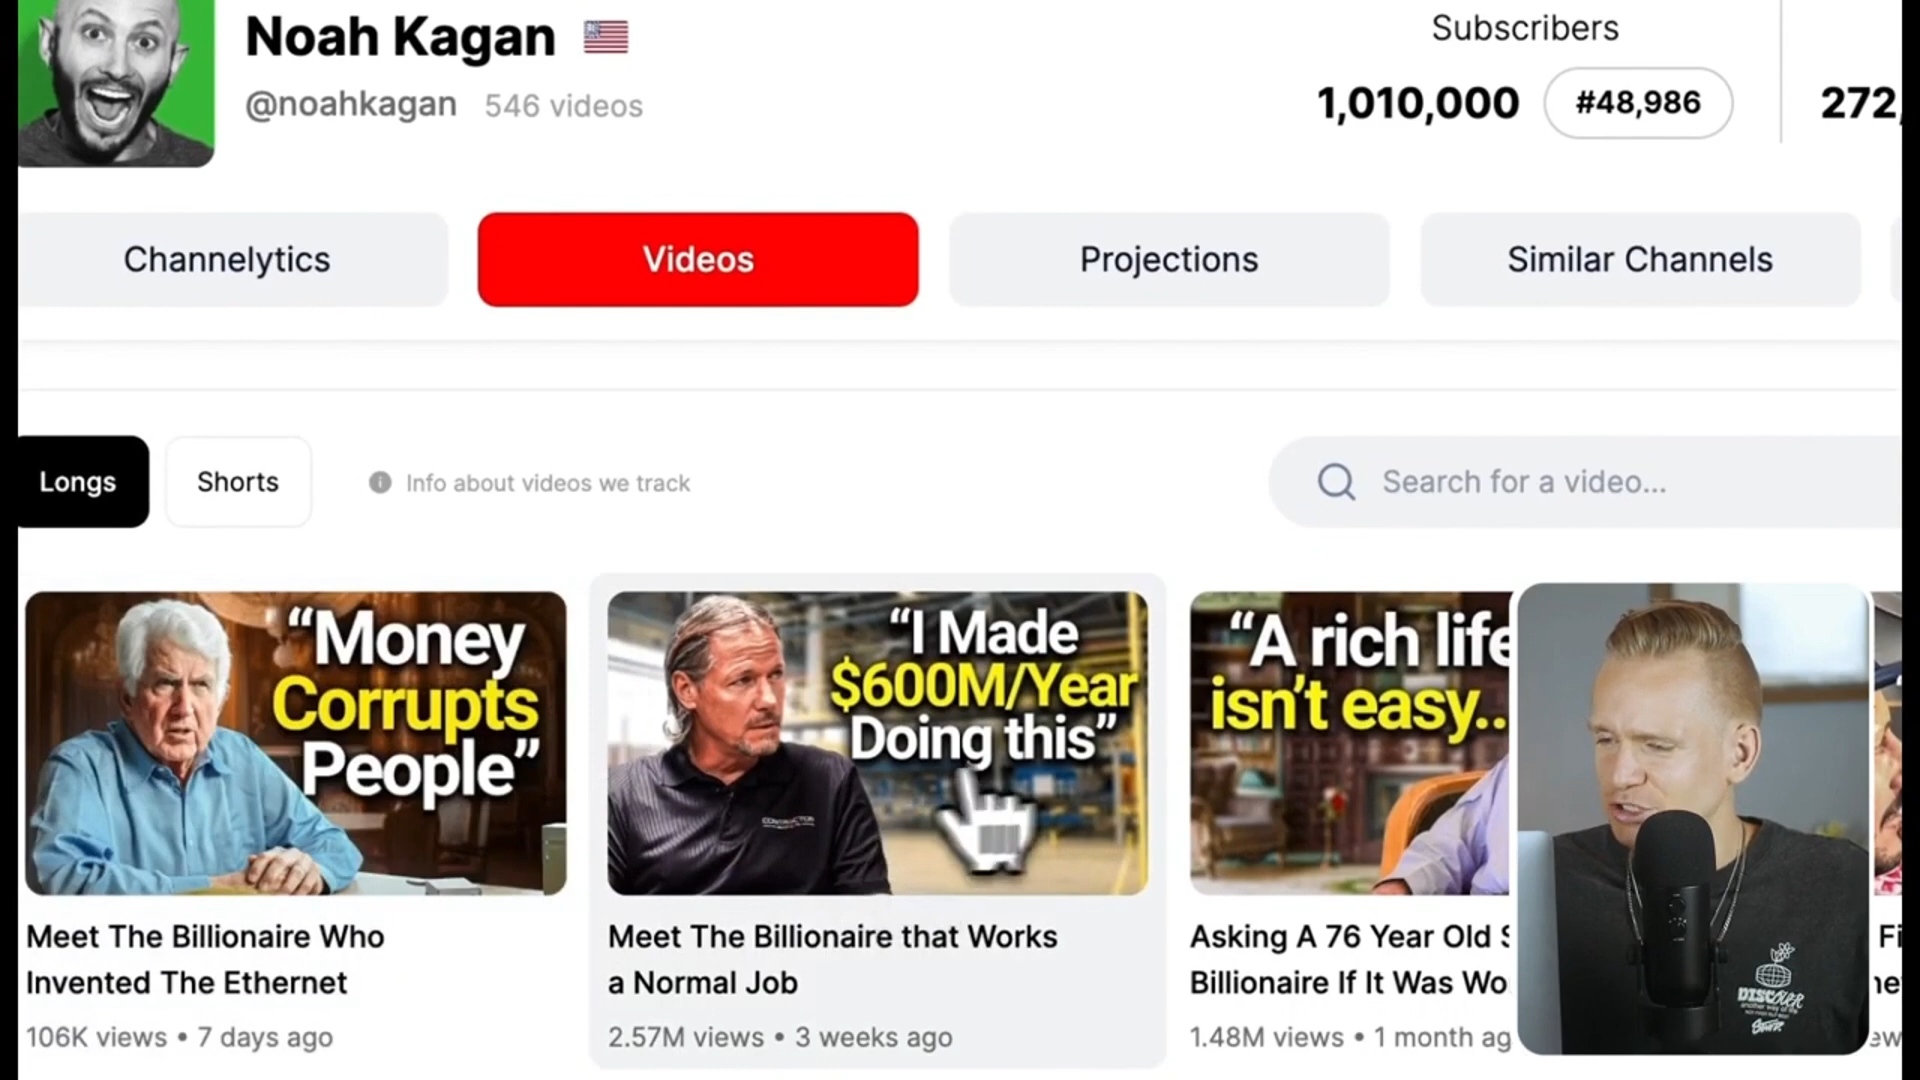 Noah Kagan
@noahkagan 546 videos
Subscribers
1,010,000 #48,986
272,
Channelytics
Videos
Projections
Similar Channels
Longs
Shorts
Info about videos we track
Search for a video...
“Money
Corrupts
People”
Meet The Billionaire Who
Invented The Ethernet
106K views • 7 days ago
“I Made
$600M/Year
Doing this”
Meet The Billionaire that Works
a Normal Job
2.57M views • 3 weeks ago
“A rich life
isn’t easy..
Asking A 76 Year Old
Billionaire If It Was Wo
1.48M views • 1 month ag
DISCOVER
Fi